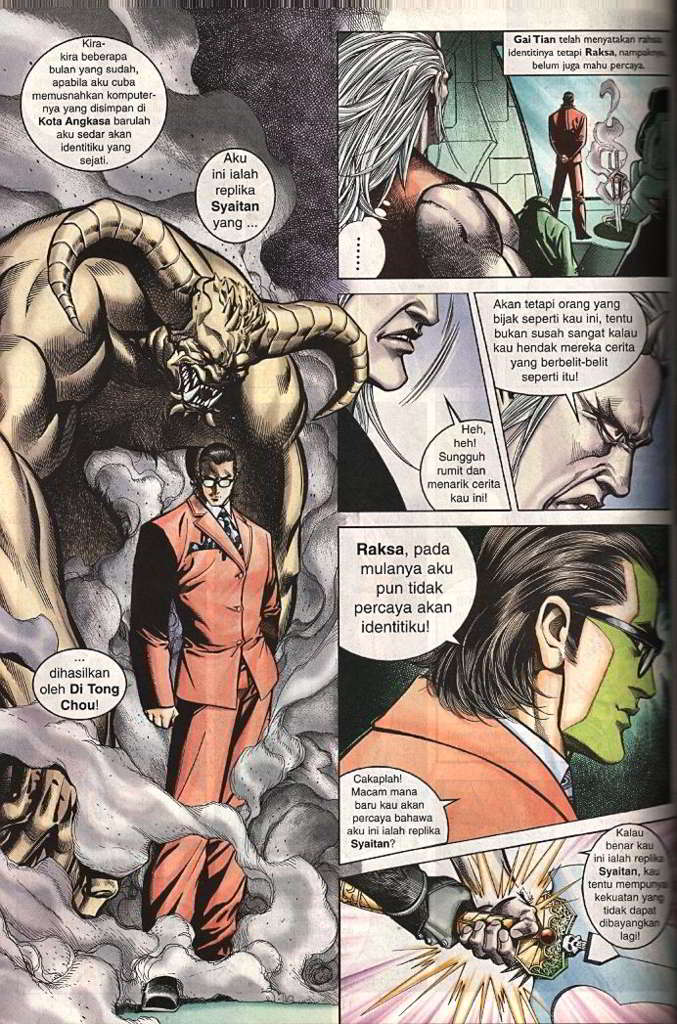 Kira-
kira beberapa
bulan yang sudah,
apabila aku cuba
memusnahkan komputer-
nya yang disimpan di
Kota Angkasa barulah
aku sedar akan
identitiku yang
sejati.
Aku
ini ialah
replika
Syaitan
yang ...
...
dihasilkan
oleh Di Tong
Chou!
Gai Tian telah menyatakan
identitinya tetapi Raksa,
belum juga mahu percaya.
......
Heh,
heh!
Sungguh
rumit dan
menarik cerita
kau ini!
Akan tetapi orang yang
bijak seperti kau ini, tentu
bukan susah sangat kalau
kau hendak mereka cerita
yang berbelit-belit
seperti itu!
Raksa, pada
mulanya aku
pun tidak
percaya akan
identitiku!
Cakaplah!
Macam mana
baru kau akan
percaya bahawa
aku ini ialah replika
Syaitan?
Kalau
benar kau
ini ialah replika
Syaitan, kau
tentu mempunya
kekuatan yang
tidak dapat
dibayangkan
lagi!